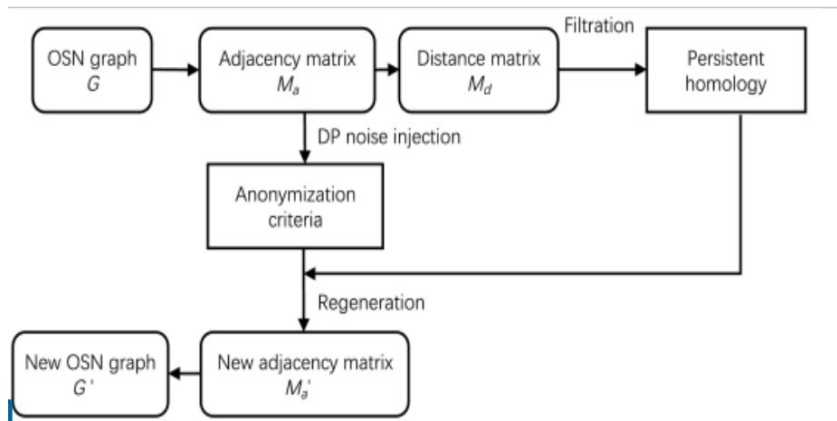 Filtration
OSN graph
G
Adjacency matrix
Mₐ
Distance matrix
M_d
Persistent
homology
DP noise injection
Anonymization
criteria
Regeneration
New OSN graph
G'
New adjacency matrix
Mₐ'